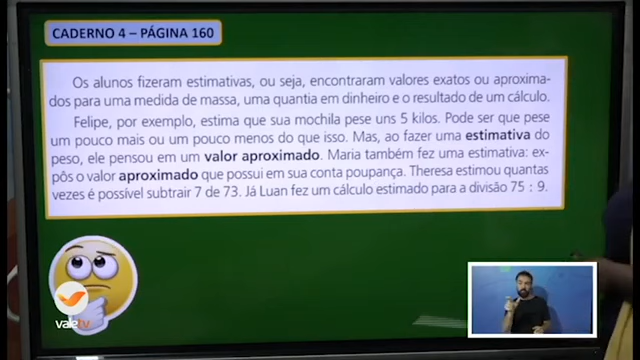 CADERNO 4 – PÁGINA 160
Os alunos fizeram estimativas, ou seja, encontraram valores exatos ou aproxima-
dos para uma medida de massa, uma quantia em dinheiro e o resultado de um cálculo.
Felipe, por exemplo, estima que sua mochila pese uns 5 kilos. Pode ser que pese
um pouco mais ou um pouco menos do que isso. Mas, ao fazer uma estimativa do
peso, ele pensou em um valor aproximado. Maria também fez uma estimativa: ex-
pôs o valor aproximado que possui em sua conta poupança. Theresa estimou quantas
vezes é possível subtrair 7 de 73. Já Luan fez um cálculo estimado para a divisão 75 : 9.
vale tv